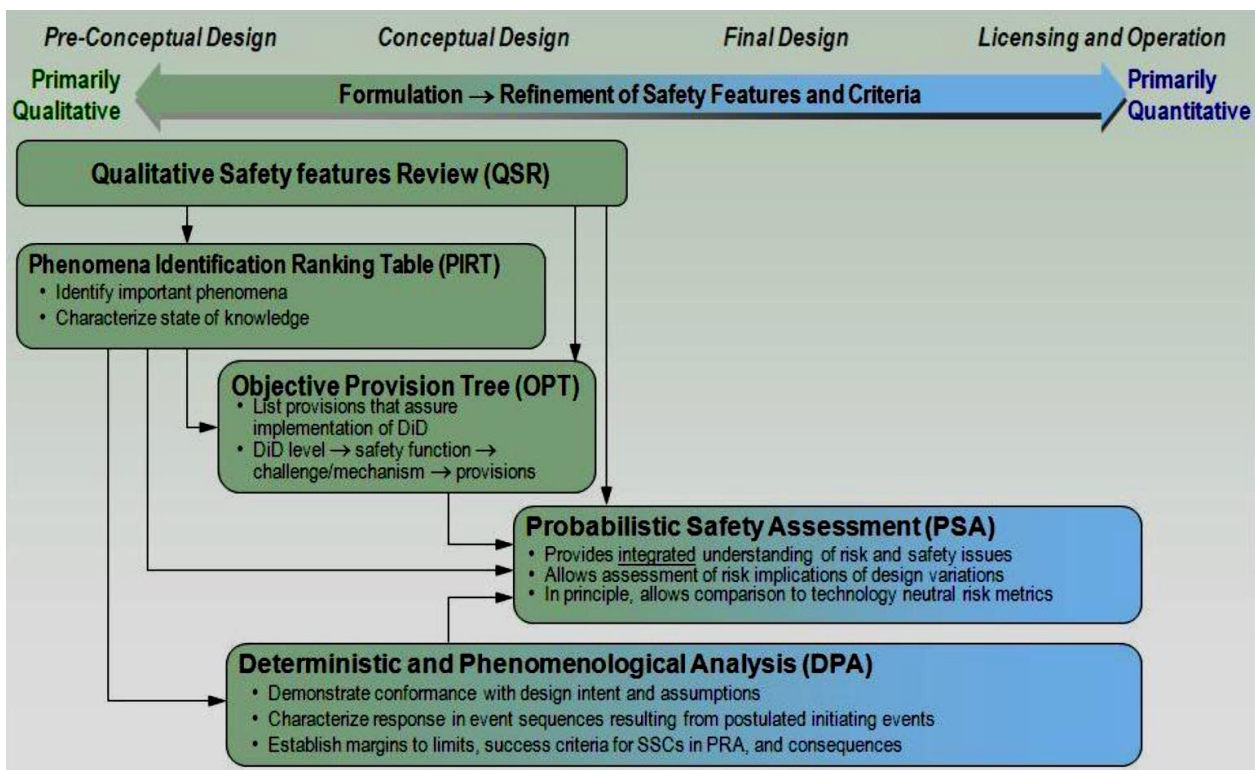 Pre-Conceptual Design Conceptual Design Final Design Licensing and Operation
Primarily
Qualitative
Formulation → Refinement of Safety Features and Criteria
Primarily
Quantitative
Qualitative Safety features Review (QSR)
Phenomena Identification Ranking Table (PIRT)
• Identify important phenomena
• Characterize state of knowledge
Objective Provision Tree (OPT)
• List provisions that assure
implementation of DiD
• DiD level → safety function →
challenge/mechanism → provisions
Probabilistic Safety Assessment (PSA)
• Provides integrated understanding of risk and safety issues
• Allows assessment of risk implications of design variations
• In principle, allows comparison to technology neutral risk metrics
Deterministic and Phenomenological Analysis (DPA)
• Demonstrate conformance with design intent and assumptions
• Characterize response in event sequences resulting from postulated initiating events
• Establish margins to limits, success criteria for SSCs in PRA, and consequences